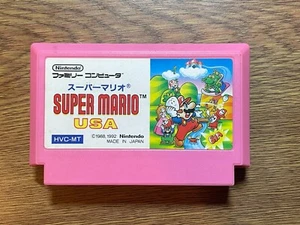 Nintendo
ファミリー コンピュータ
スーパーマリオ®
SUPER MARIO™
USA
HVC-MT
©1988, 1992 Nintendo
MADE IN JAPAN